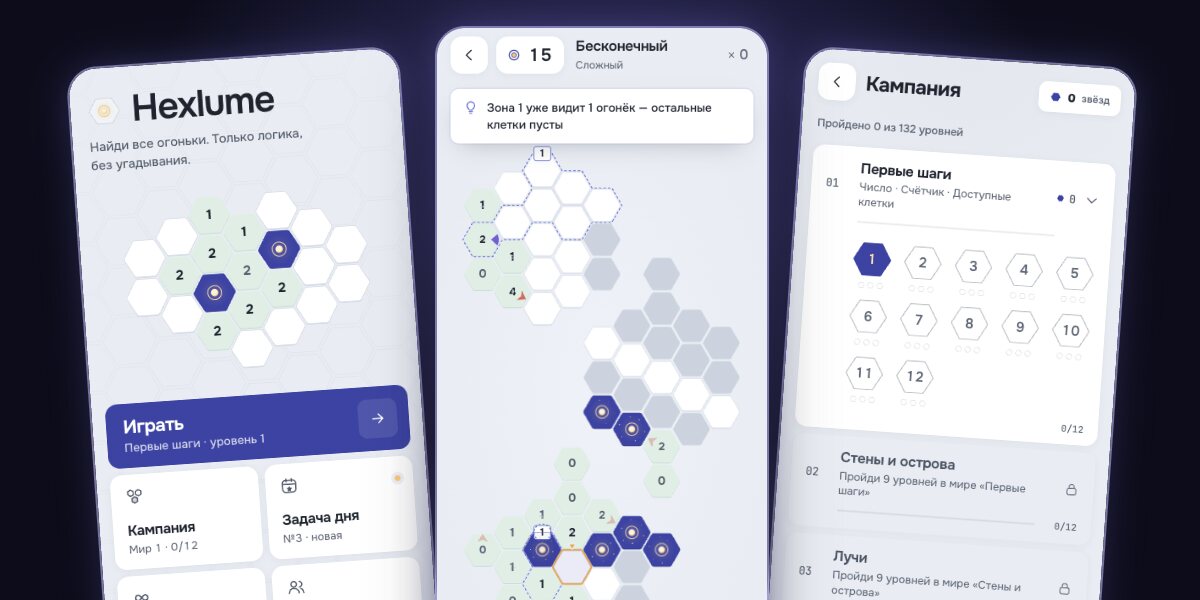 Hexlume
Найди все огоньки. Только логика,
без угадывания.
1
1
2
2
2
2
2
2
Играть
Первые шаги · уровень 1
Кампания
Мир 1 · 0/12
Задача дня
№3 · новая
15
Бесконечный
Сложный
× 0
Зона 1 уже видит 1 огонёк — остальные
клетки пусты
1
1
2
1
0
4
2
0
0
0
1
2
1
1
2
0
1
1
Кампания
0 звёзд
Пройдено 0 из 132 уровней
01
Первые шаги
Число · Счётчик · Доступные
клетки
0
1
2
3
4
5
6
7
8
9
10
11
12
0/12
02
Стены и острова
Пройди 9 уровней в мире «Первые
шаги»
0/12
03
Лучи
Пройди 9 уровней в мире «Стены и
острова»